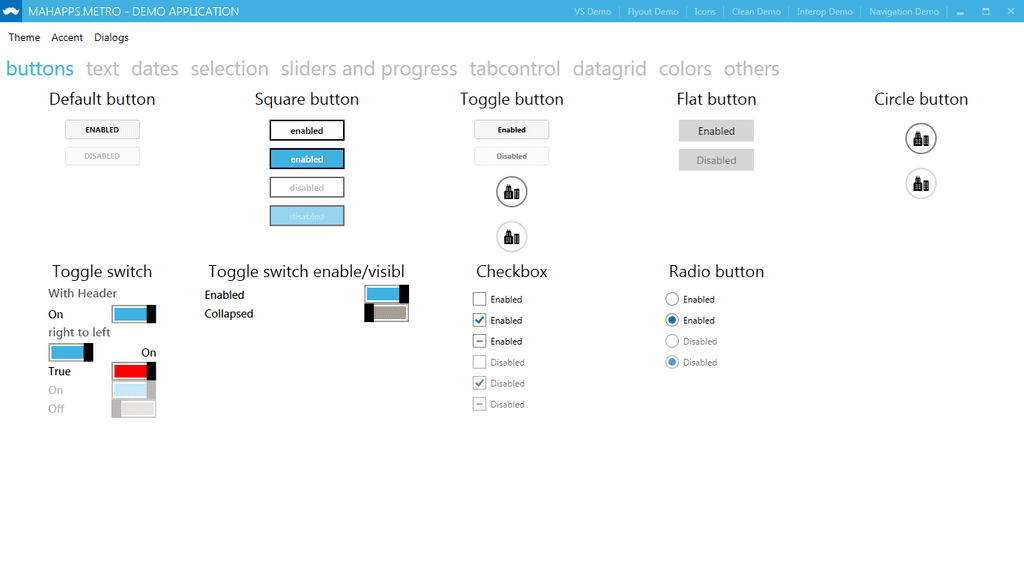 MAHAPPS.METRO - DEMO APPLICATION
VS Demo
Flyout Demo
Icons
Clean Demo
Interop Demo
Navigation Demo
Theme Accent Dialogs
buttons text dates selection sliders and progress tabcontrol datagrid colors others
Default button
ENABLED
DISABLED
Square button
enabled
enabled
disabled
disabled
Toggle button
Enabled
Disabled
Flat button
Enabled
Disabled
Circle button
Toggle switch
With Header
On
right to left
On
True
On
Off
Toggle switch enable/visibl
Enabled
Collapsed
Checkbox
Enabled
Enabled
Enabled
Disabled
Disabled
Disabled
Radio button
Enabled
Enabled
Disabled
Disabled